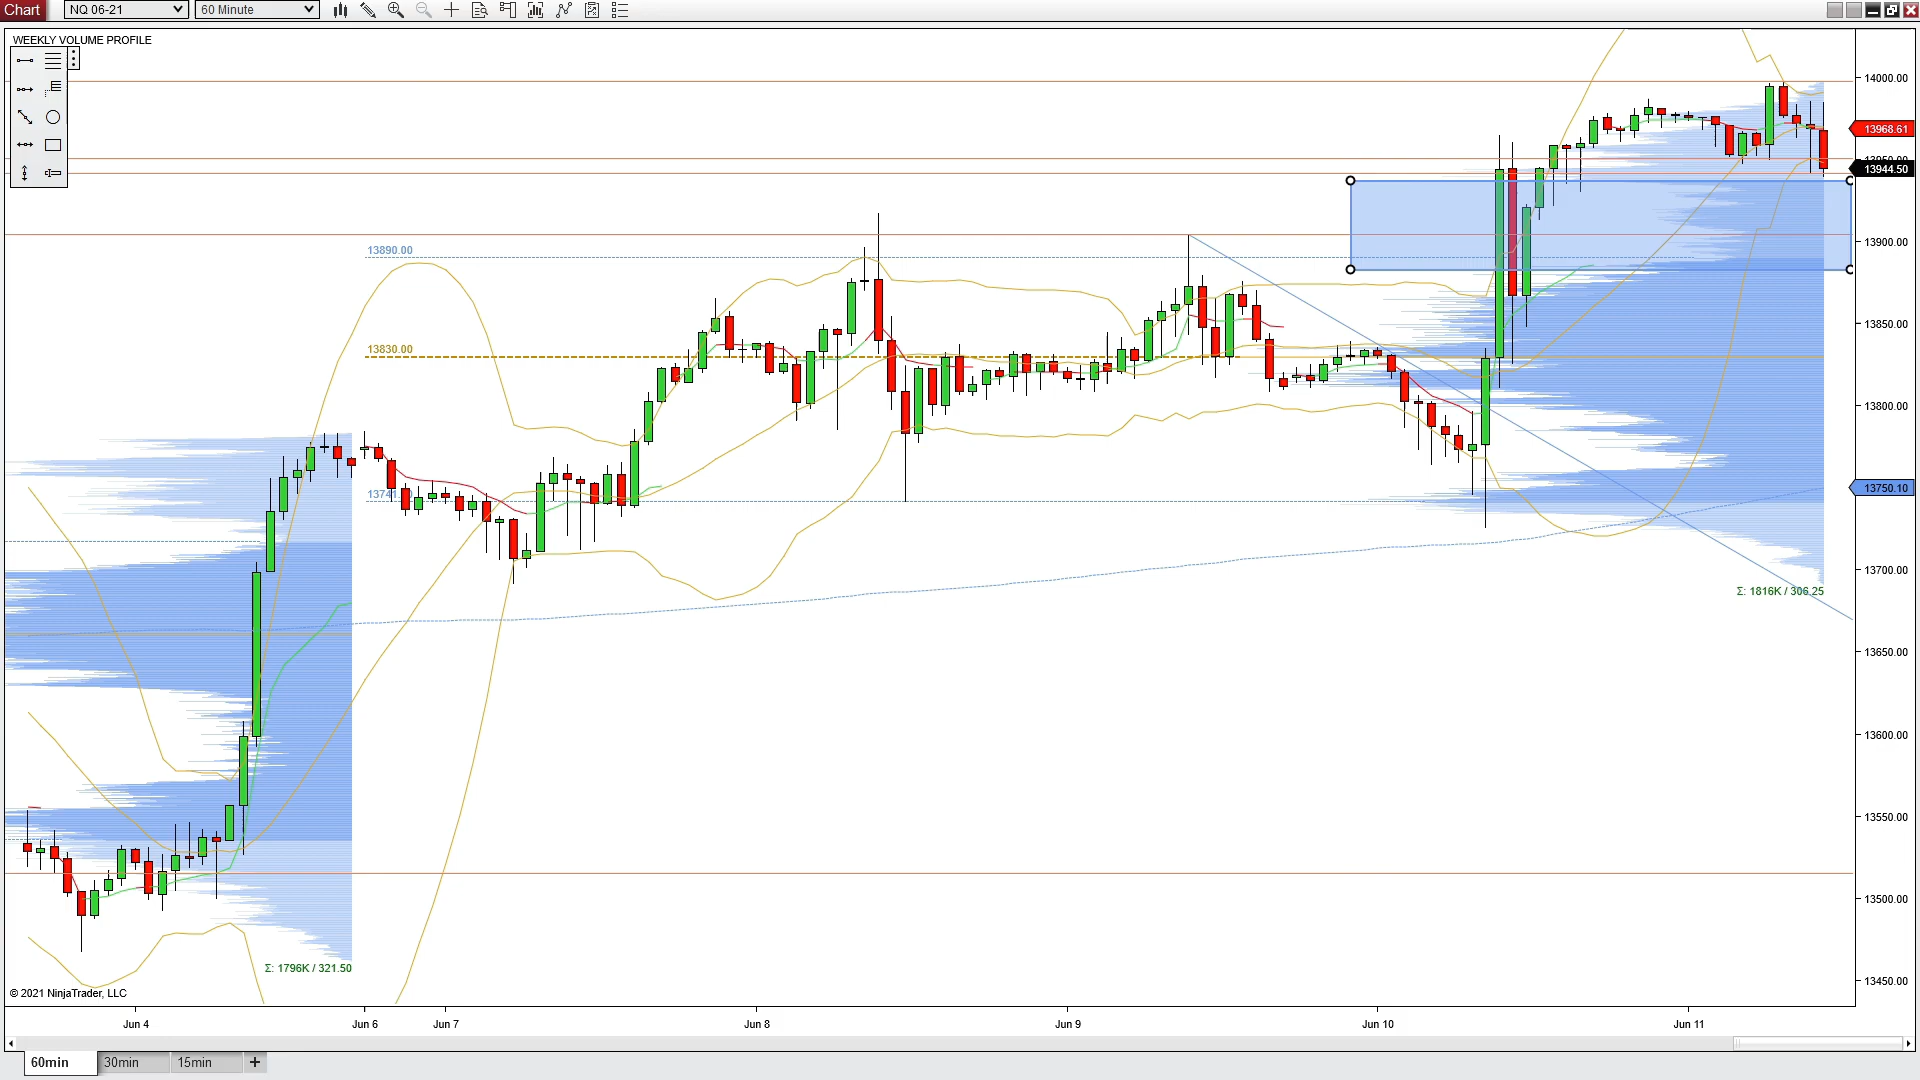 Chart NQ 06-21 60 Minute
WEEKLY VOLUME PROFILE
14000.00
13968.61
13944.50
13900.00
13890.00
13850.00
13830.00
13800.00
13750.10
13700.00
Σ: 1816K / 306.25
13650.00
13600.00
13550.00
13500.00
Σ: 1796K / 321.50
13450.00
© 2021 NinjaTrader, LLC
Jun 4 Jun 6 Jun 7 Jun 8 Jun 9 Jun 10 Jun 11
60min 30min 15min +